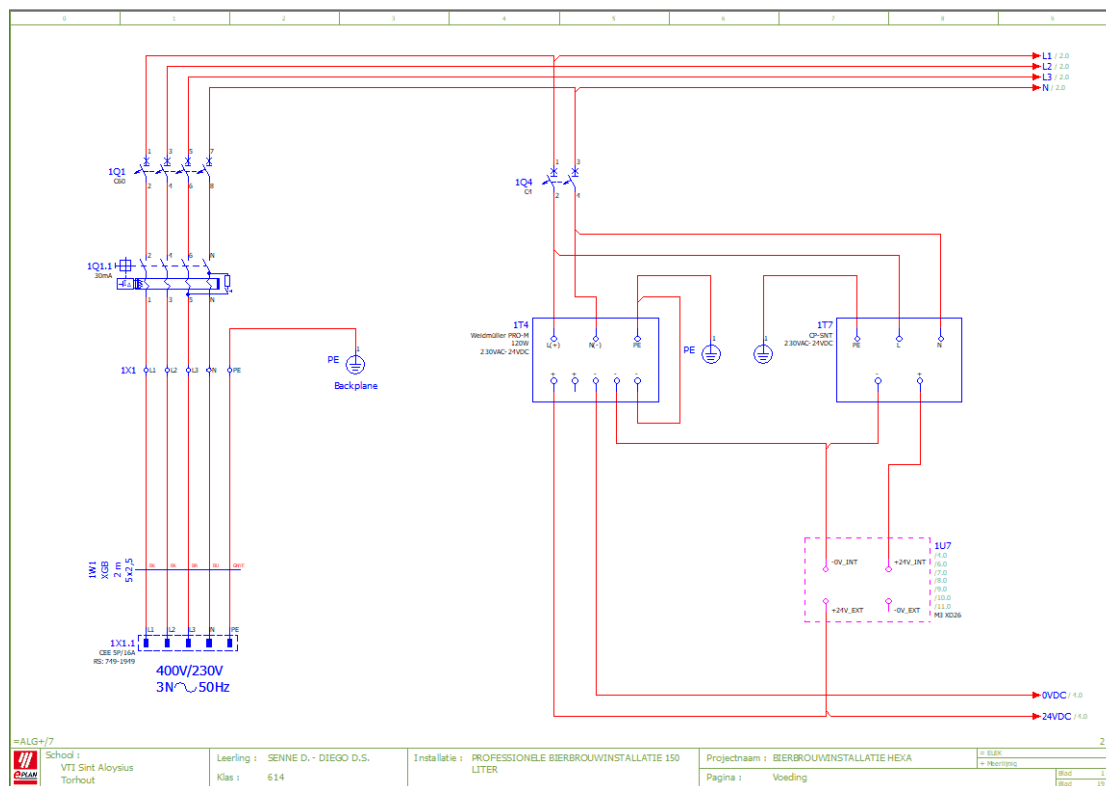 0 1 2 3 4 5 6 7 8 9
L1 / 2.0
L2 / 2.0
L3 / 2.0
N / 2.0
1 3 5 7
1Q1
C60
2 4 6 8
1 3
1Q4
2 4
2 4 6 N
1Q1.1
30mA
1 3 5 N
1T4
Weidmüller PRO-M
120W
230VAC-24VDC
L(+) N(-) PE
+ + - - -
PE
1
1
1T7
CP-SNT
230VAC-24VDC
PE L N
- +
PE
1
Backplane
1X1
L1 L2 L3 N PE
1U7
/4.0
/6.0
/7.0
/8.0
/9.0
/10.0
/11.0
M3 XD26
-0V_INT +24V_INT
+24V_EXT -0V_EXT
1W1
XGB
2 m
5x2,5
1X1.1
CEE 5P/16A
RS: 749-1949
L1 L2 L3 N PE
400V/230V
3N 50Hz
0VDC / 4.0
24VDC / 4.0
=ALG+/7
2
EPLAN
School :
VTI Sint Aloysius
Torhout
Leerling : SENNE D. - DIEGO D.S.
Klas : 614
Installatie : PROFESSIONELE BIERBROUWINSTALLATIE 150
LITER
Projectnaam : BIERBROUWINSTALLATIE HEXA
Pagina : Voeding
= ELEK
Blad 1
Blad 19